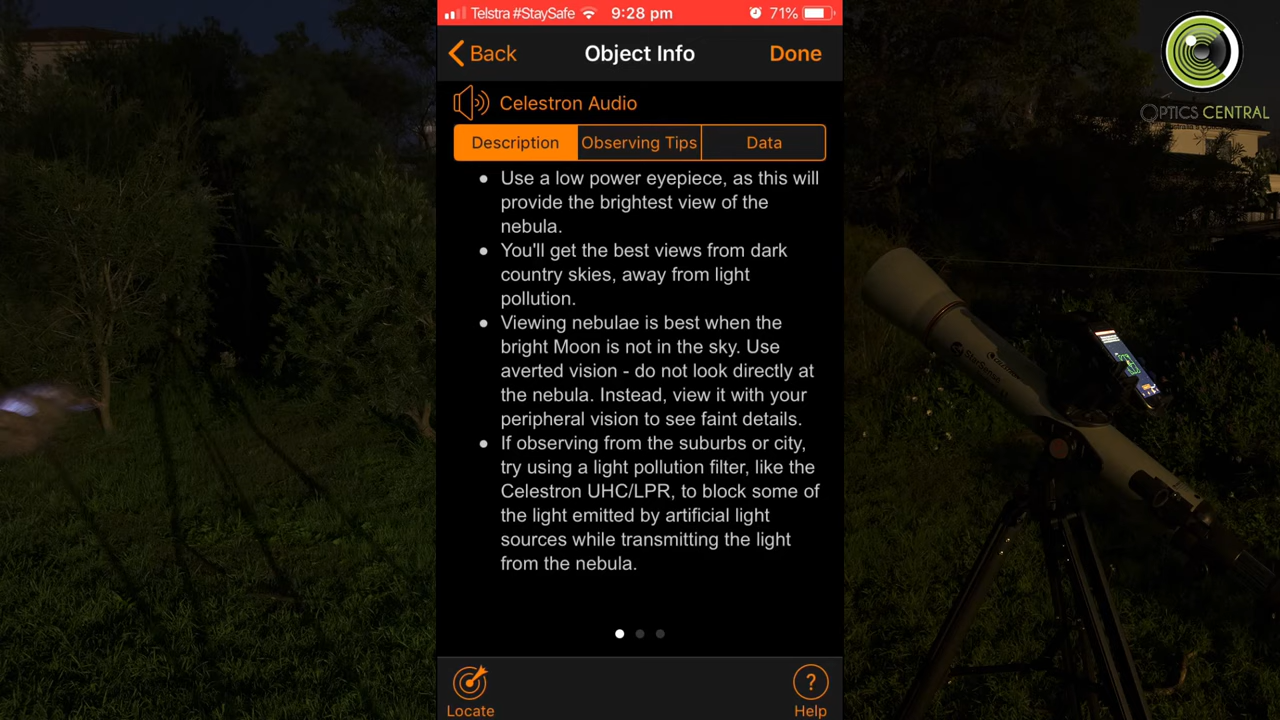 Telstra #StaySafe 9:28 pm 71%
OPTICS CENTRAL
Back Object Info Done
Celestron Audio
Description Observing Tips Data
• Use a low power eyepiece, as this will
provide the brightest view of the
nebula.
• You'll get the best views from dark
country skies, away from light
pollution.
• Viewing nebulae is best when the
bright Moon is not in the sky. Use
averted vision - do not look directly at
the nebula. Instead, view it with your
peripheral vision to see faint details.
• If observing from the suburbs or city,
try using a light pollution filter, like the
Celestron UHC/LPR, to block some of
the light emitted by artificial light
sources while transmitting the light
from the nebula.
Locate
? Help